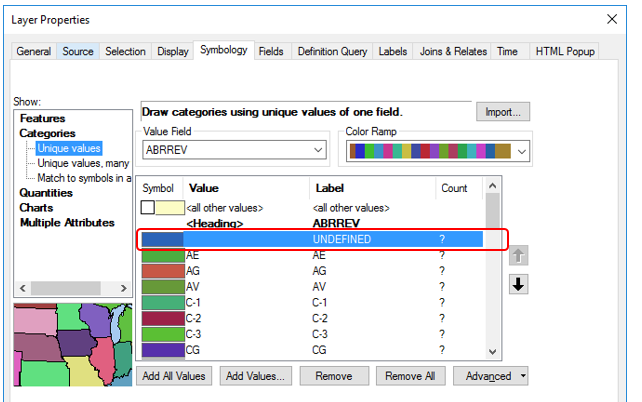 Layer Properties
General Source Selection Display Symbology Fields Definition Query Labels Joins & Relates Time HTML Popup
Show:
Features
Categories
Unique values
Unique values, many
Match to symbols in a
Quantities
Charts
Multiple Attributes
Draw categories using unique values of one field.
Import...
Value Field
ABRREV
Color Ramp
Symbol Value Label Count
<all other values> <all other values>
<Heading> ABRREV
UNDEFINED ?
AE AE ?
AG AG ?
AV AV ?
C-1 C-1 ?
C-2 C-2 ?
C-3 C-3 ?
CG CG ?
Add All Values Add Values... Remove Remove All Advanced